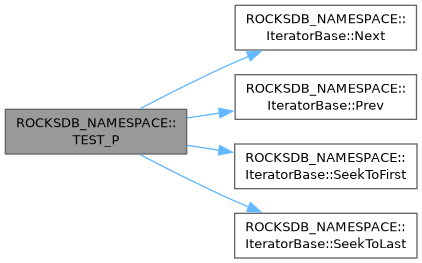 ROCKSDB_NAMESPACE::
IteratorBase::Next
ROCKSDB_NAMESPACE::
IteratorBase::Prev
ROCKSDB_NAMESPACE::
TEST_P
ROCKSDB_NAMESPACE::
IteratorBase::SeekToFirst
ROCKSDB_NAMESPACE::
IteratorBase::SeekToLast